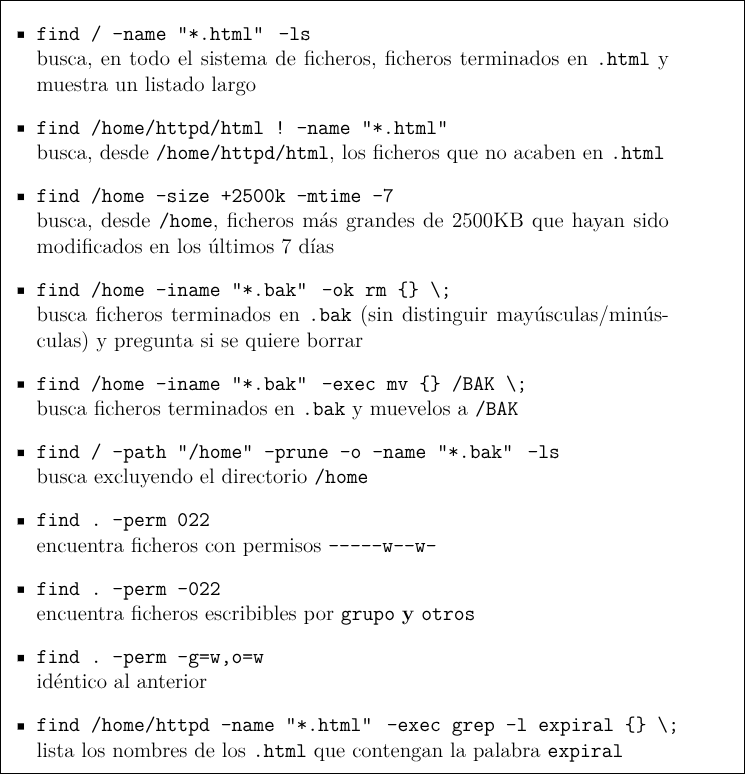 ▪ find / -name "*.html" -ls
busca, en todo el sistema de ficheros, ficheros terminados en .html y
muestra un listado largo
▪ find /home/httpd/html ! -name "*.html"
busca, desde /home/httpd/html, los ficheros que no acaben en .html
▪ find /home -size +2500k -mtime -7
busca, desde /home, ficheros más grandes de 2500KB que hayan sido
modificados en los últimos 7 días
▪ find /home -iname "*.bak" -ok rm {} \;
busca ficheros terminados en .bak (sin distinguir mayúsculas/minús-
culas) y pregunta si se quiere borrar
▪ find /home -iname "*.bak" -exec mv {} /BAK \;
busca ficheros terminados en .bak y muevelos a /BAK
▪ find / -path "/home" -prune -o -name "*.bak" -ls
busca excluyendo el directorio /home
▪ find . -perm 022
encuentra ficheros con permisos -----w--w-
▪ find . -perm -022
encuentra ficheros escribibles por grupo y otros
▪ find . -perm -g=w,o=w
idéntico al anterior
▪ find /home/httpd -name "*.html" -exec grep -l expiral {} \;
lista los nombres de los .html que contengan la palabra expiral